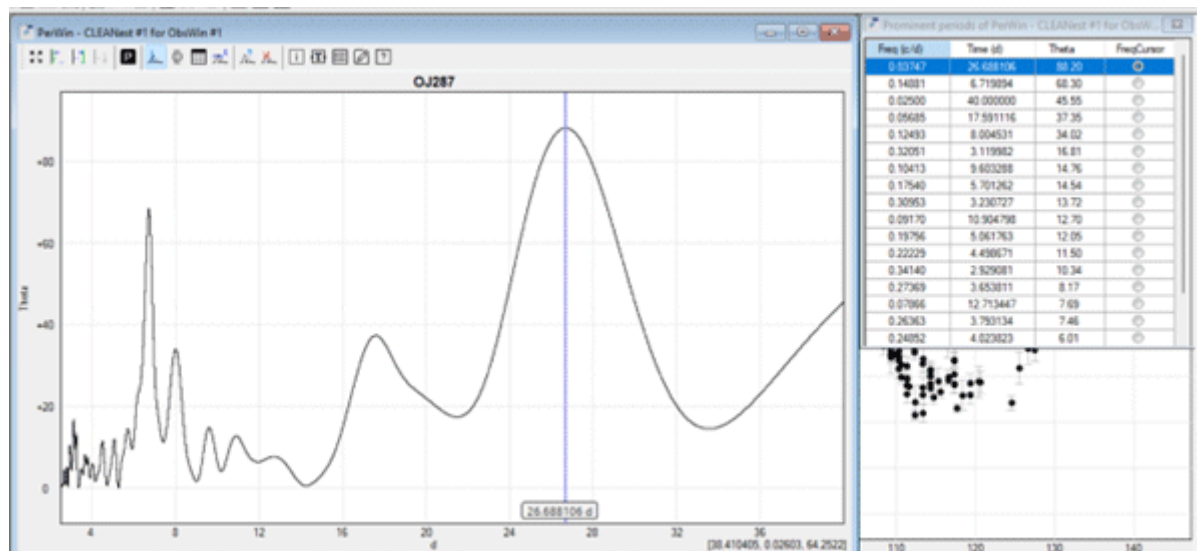 PerWin - CLEANest #1 for ObsWin #1
OJ287
Theta
+80
+60
+40
+20
0
4 8 12 16 20 24 28 32 36
26.688106 d
d
[38.410405, 0.02603, 64.2522]
Prominent periods of PerWin - CLEANest #1 for ObsW...
Freq (c/d) Time (d) Theta FreqCursor
0.03747 26.688106 88.20
0.14881 6.719894 68.30
0.02500 40.000000 45.55
0.05685 17.591116 37.35
0.12493 8.004531 34.02
0.32051 3.119982 16.81
0.10413 9.603288 14.76
0.17540 5.701262 14.54
0.30953 3.230727 13.72
0.09170 10.904798 12.70
0.19756 5.061763 12.05
0.22229 4.498671 11.50
0.34140 2.929081 10.34
0.27369 3.653811 8.17
0.07866 12.713447 7.69
0.26363 3.793134 7.46
0.24852 4.023823 6.01
110 120 130 140